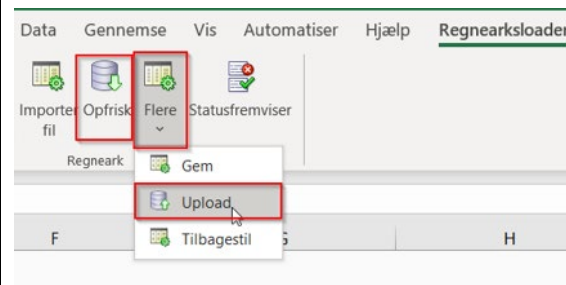 Data Gennemse Vis Automatiser Hjælp Regnearksloader
Importer fil Opfrisk Flere Statusfremviser
Regneark
Gem
Upload
Tilbagestil
F G H